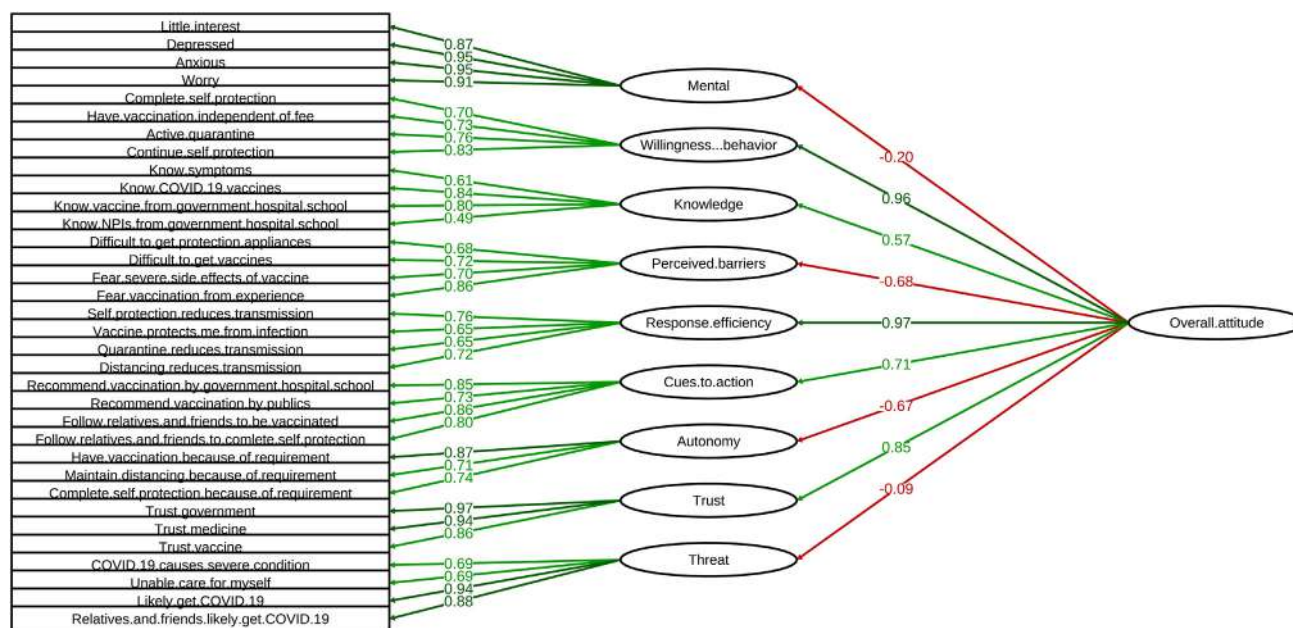 Little.interest
Depressed
Anxious
Worry
Complete.self.protection
Have.vaccination.independent.of.fee
Active.quarantine
Continue.self.protection
Know.symptoms
Know.COVID.19.vaccines
Know.vaccine.from.government.hospital.school
Know.NPIs.from.government.hospital.school
Difficult.to.get.protection.appliances
Difficult.to.get.vaccines
Fear.severe.side.effects.of.vaccine
Fear.vaccination.from.experience
Self.protection.reduces.transmission
Vaccine.protects.me.from.infection
Quarantine.reduces.transmission
Distancing.reduces.transmission
Recommend.vaccination.by.government.hospital.school
Recommend.vaccination.by.publics
Follow.relatives.and.friends.to.be.vaccinated
Follow.relatives.and.friends.to.comlete.self.protection
Have.vaccination.because.of.requirement
Maintain.distancing.because.of.requirement
Complete.self.protection.because.of.requirement
Trust.government
Trust.medicine
Trust.vaccine
COVID.19.causes.severe.condition
Unable.care.for.myself
Likely.get.COVID.19
Relatives.and.friends.likely.get.COVID.19
0.87
0.95
0.95
0.91
0.70
0.73
0.76
0.83
0.61
0.84
0.80
0.49
0.68
0.72
0.70
0.86
0.76
0.65
0.65
0.72
0.85
0.73
0.86
0.80
0.87
0.71
0.74
0.97
0.94
0.86
0.69
0.69
0.94
0.88
Mental
Willingness...behavior
Knowledge
Perceived.barriers
Response.efficiency
Cues.to.action
Autonomy
Trust
Threat
-0.20
0.96
0.57
-0.68
0.97
0.71
-0.67
0.85
-0.09
Overall.attitude